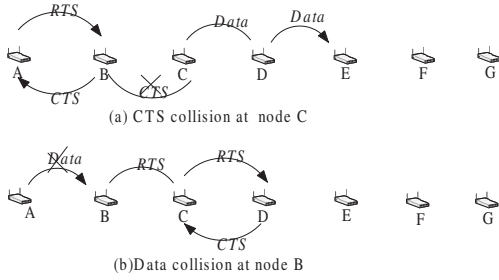 RTS Data Data
A B C D E F G
CTS CTS
(a) CTS collision at node C
Data RTS RTS
A B C D E F G
CTS
(b)Data collision at node B